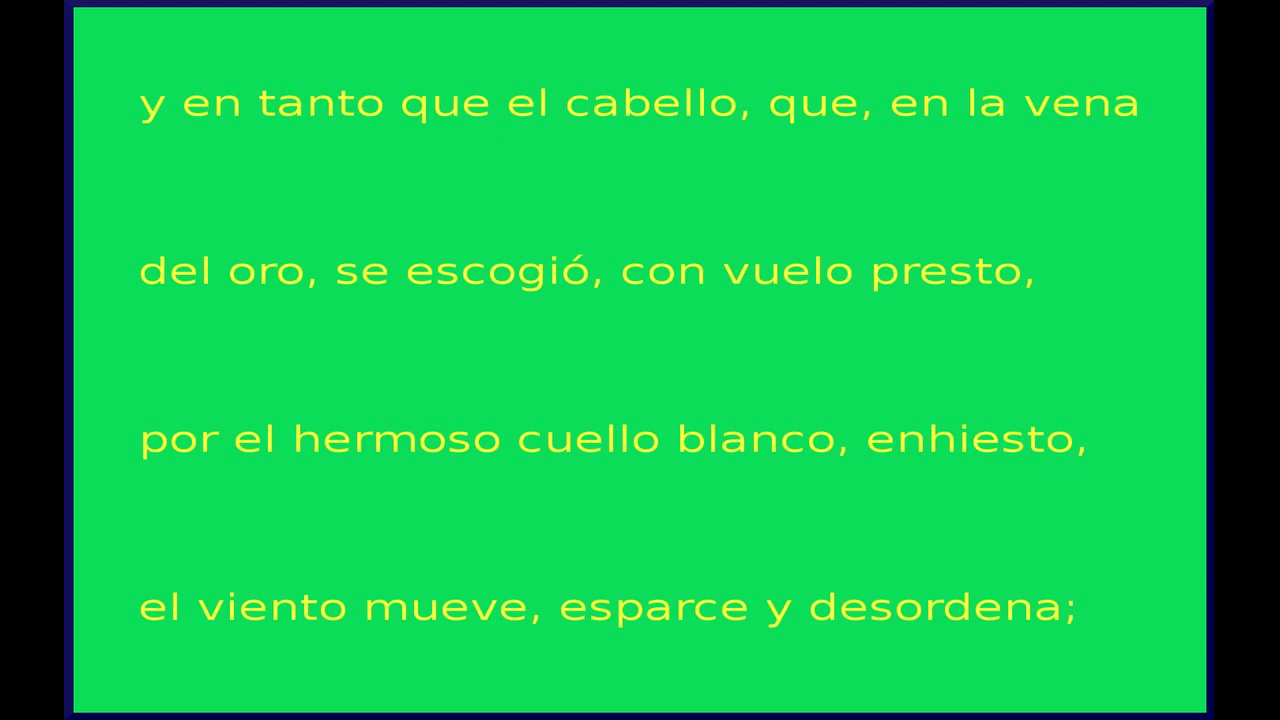 y en tanto que el cabello, que, en la vena
del oro, se escogió, con vuelo presto,
por el hermoso cuello blanco, enhiesto,
el viento mueve, esparce y desordena;